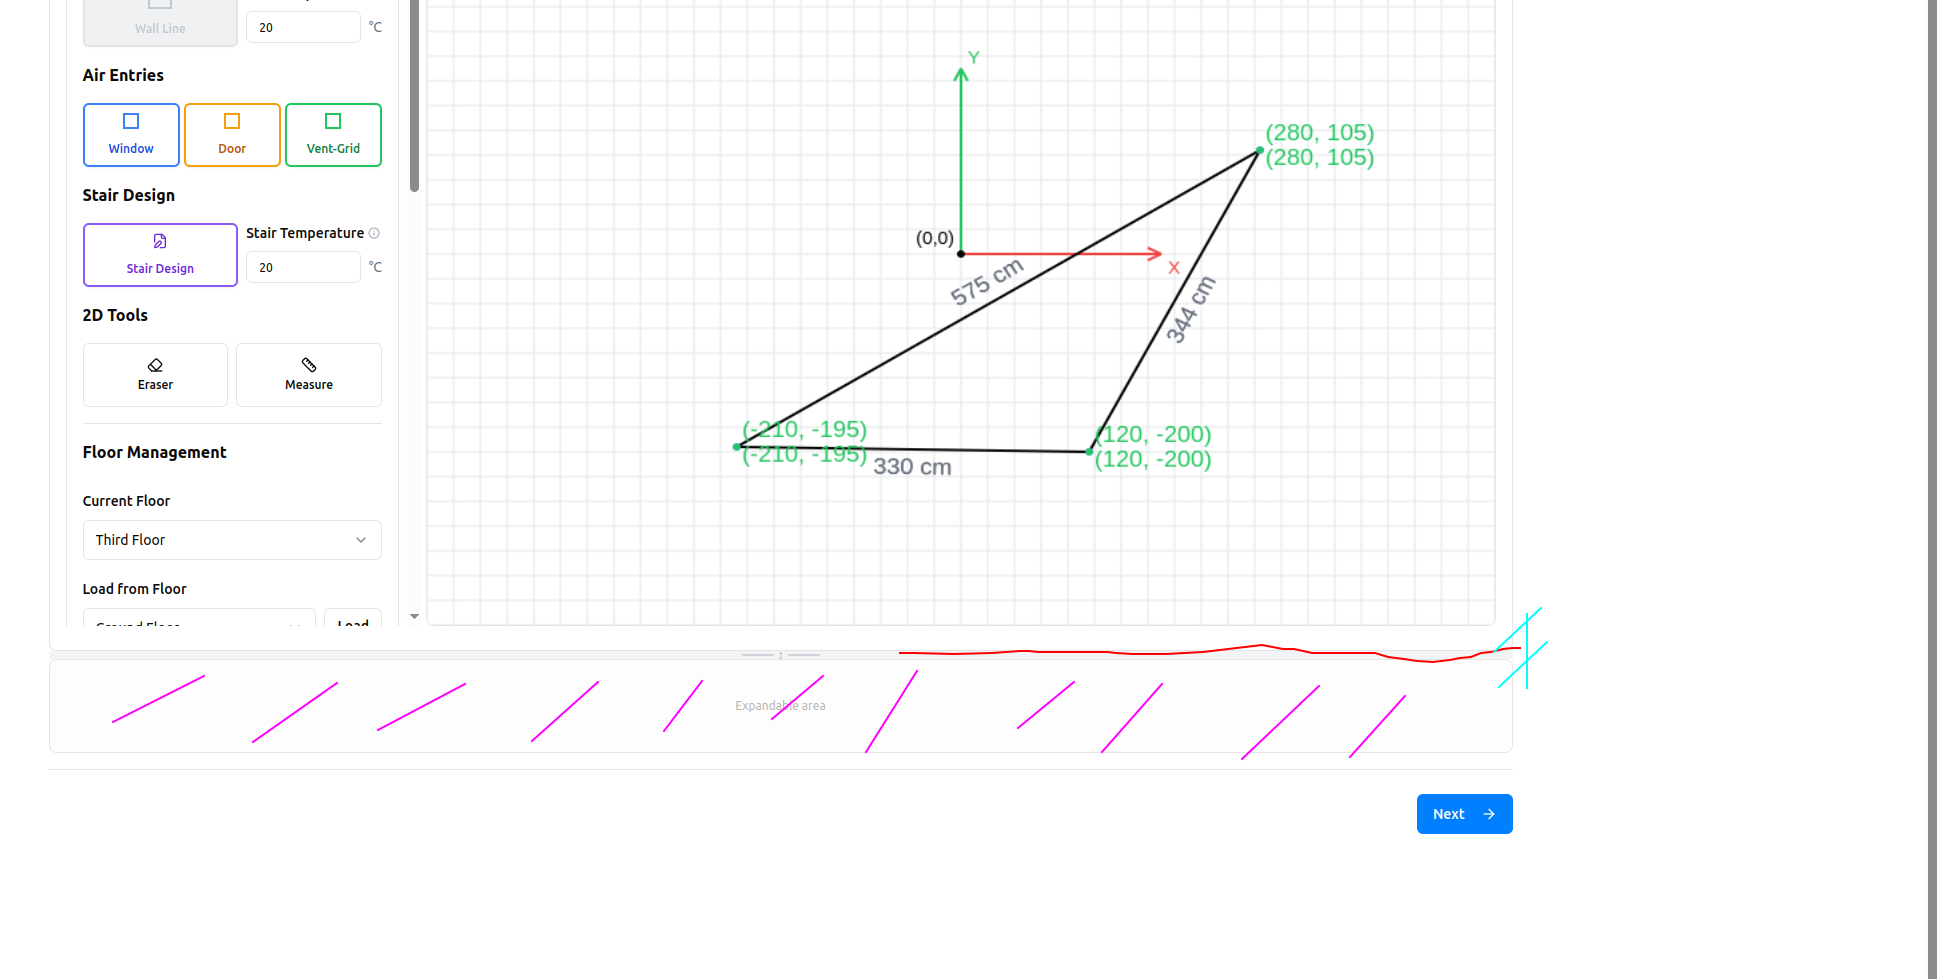 Wall Line
20
°C
Air Entries
Window
Door
Vent-Grid
Stair Design
Stair Design
Stair Temperature
20
°C
2D Tools
Eraser
Measure
Floor Management
Current Floor
Third Floor
Load from Floor
Ground Floor
Load
Y
(280, 105)
(280, 105)
(0,0)
X
575 cm
344 cm
(-210, -195)
(-210, -195)
(120, -200)
(120, -200)
330 cm
Expandable area
Next